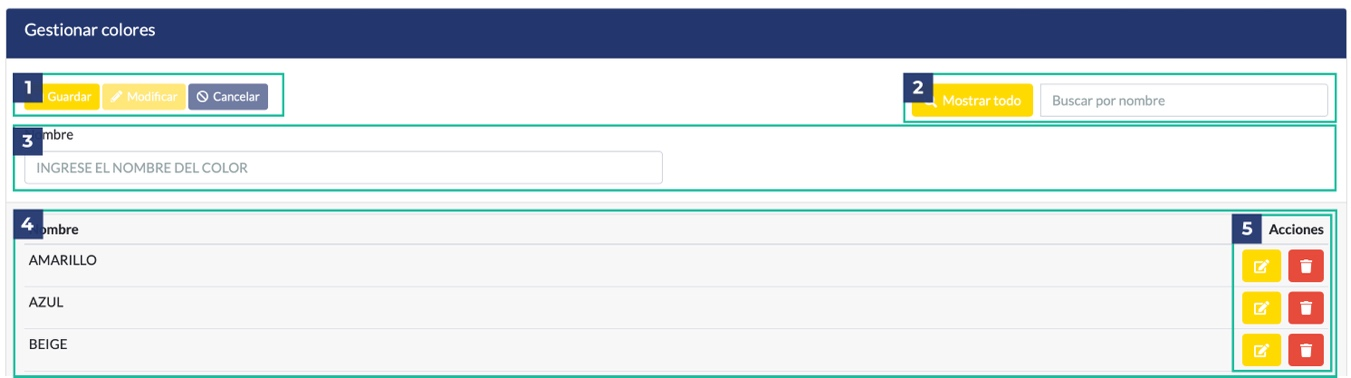 Gestionar colores
1 Guardar Modificar Cancelar
2 Mostrar todo Buscar por nombre
3 mbre
INGRESE EL NOMBRE DEL COLOR
4 ombre 5 Acciones
AMARILLO
AZUL
BEIGE